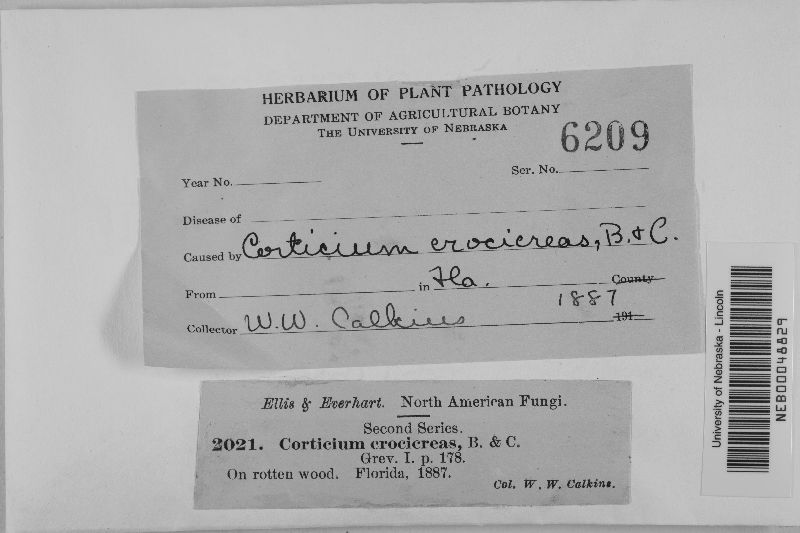 HERBARIUM OF PLANT PATHOLOGY
DEPARTMENT OF AGRICULTURAL BOTANY
THE UNIVERSITY OF NEBRASKA
6209
Year No.
Ser. No.
Disease of
Caused by Corticium crocicreas, B. & C.
From in Fla. County
1887
Collector W.W. Calkins 191
Ellis & Everhart. North American Fungi.
Second Series.
2021. Corticium crocicreas, B. & C.
Grev. I. p. 178.
On rotten wood. Florida, 1887.
Col. W. W. Calkins.
University of Nebraska - Lincoln
NEB00048829